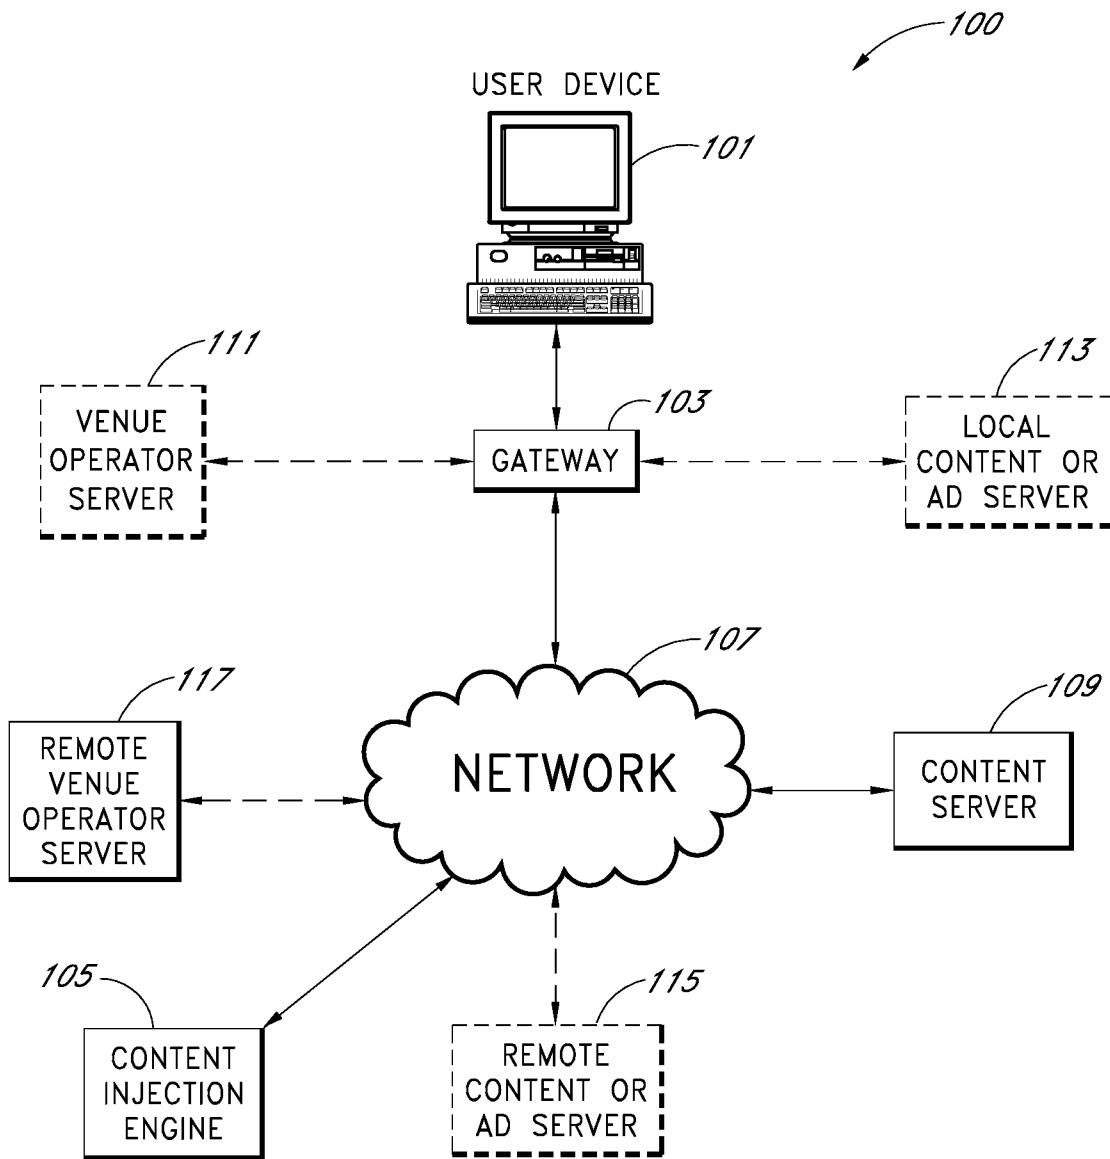 100
USER DEVICE
101
111
VENUE
OPERATOR
SERVER
103
GATEWAY
113
LOCAL
CONTENT OR
AD SERVER
107
NETWORK
117
REMOTE
VENUE
OPERATOR
SERVER
109
CONTENT
SERVER
105
CONTENT
INJECTION
ENGINE
115
REMOTE
CONTENT OR
AD SERVER